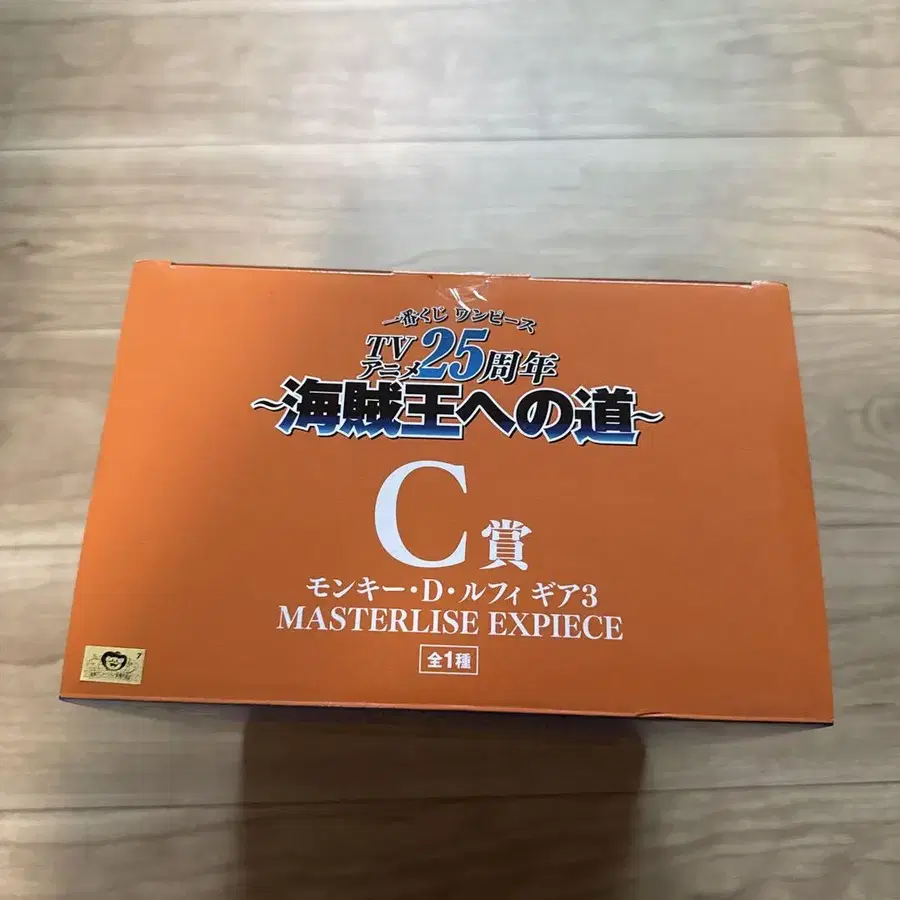 一番くじ ワンピース
TVアニメ25周年
～海賊王への道～
C賞
モンキー・D・ルフィ ギア3
MASTERLISE EXPIECE
全1種